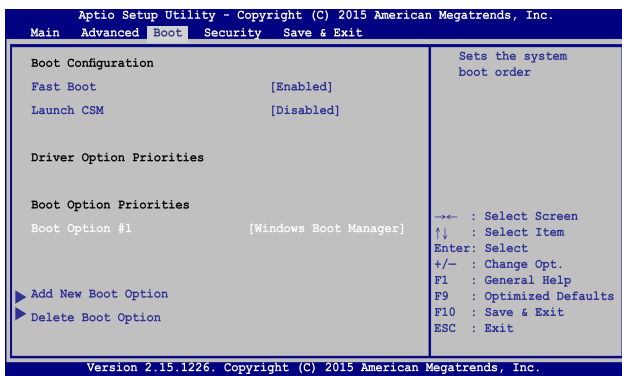 Aptio Setup Utility - Copyright (C) 2015 American Megatrends, Inc.
Main Advanced Boot Security Save & Exit
Boot Configuration
Fast Boot [Enabled]
Launch CSM [Disabled]
Driver Option Priorities
Boot Option Priorities
Boot Option #1 [Windows Boot Manager]
Add New Boot Option
Delete Boot Option
Sets the system
boot order
→← : Select Screen
↑↓ : Select Item
Enter: Select
+/— : Change Opt.
F1 : General Help
F9 : Optimized Defaults
F10 : Save & Exit
ESC : Exit
Version 2.15.1226. Copyright (C) 2015 American Megatrends, Inc.